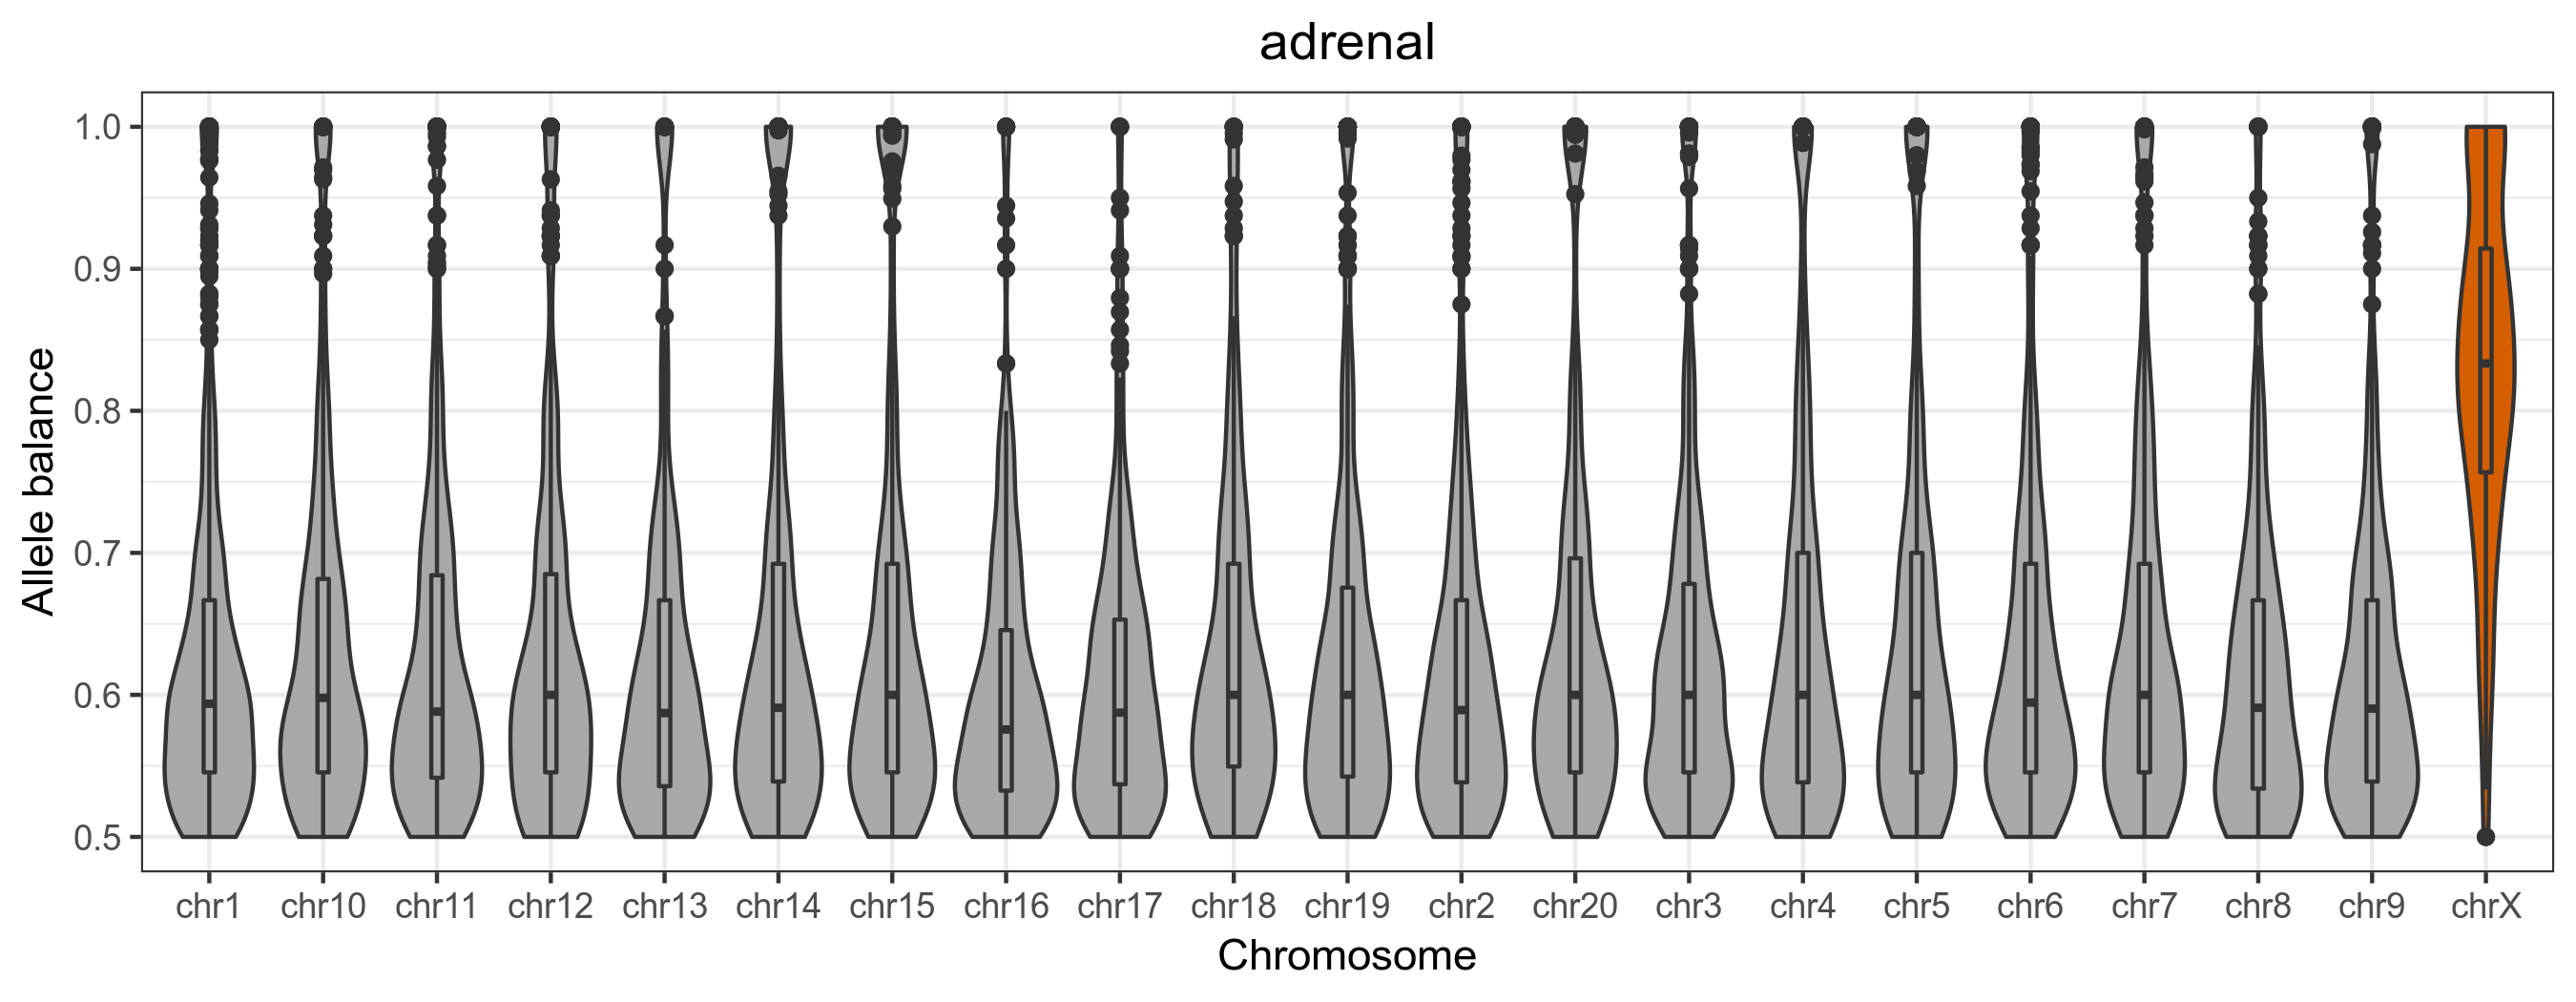 adrenal
Allele balance
1.0
0.9
0.8
0.7
0.6
0.5
chr1 chr10 chr11 chr12 chr13 chr14 chr15 chr16 chr17 chr18 chr19 chr2 chr20 chr3 chr4 chr5 chr6 chr7 chr8 chr9 chrX
Chromosome